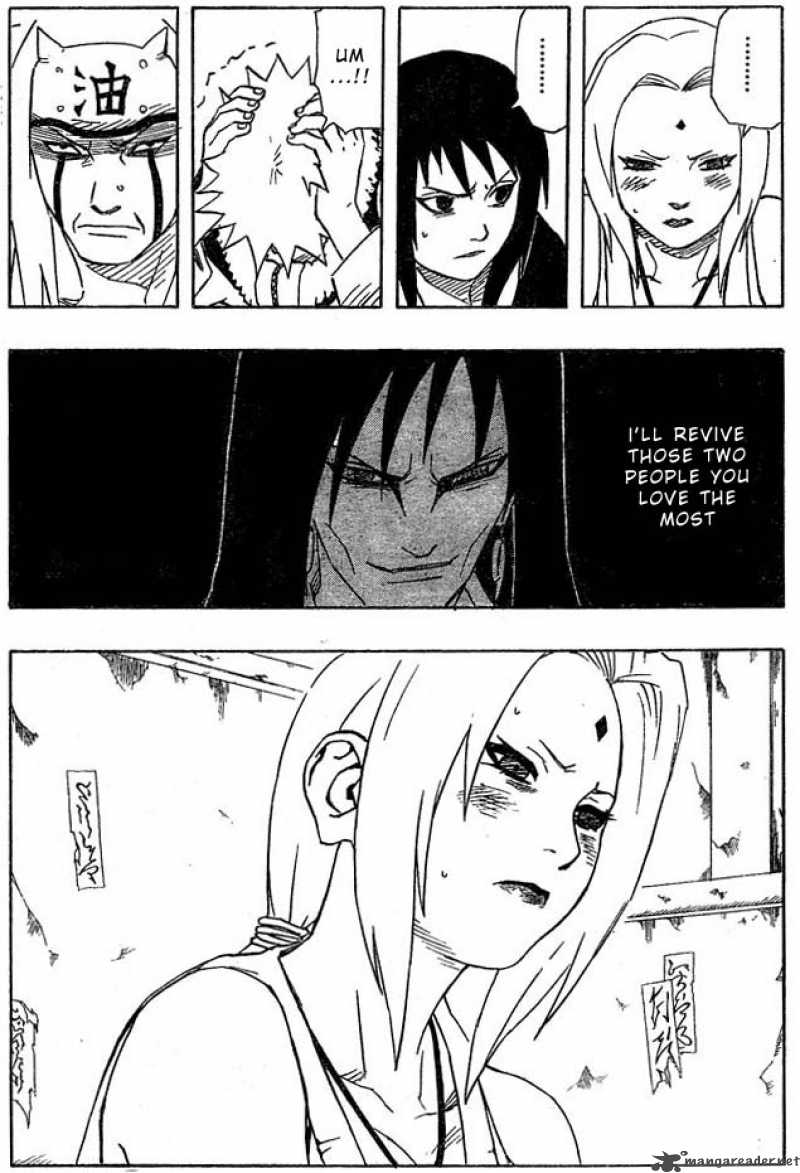 ………
………
UM
...!!
油
I'LL REVIVE
THOSE TWO
PEOPLE YOU
LOVE THE
MOST
mangareader.net